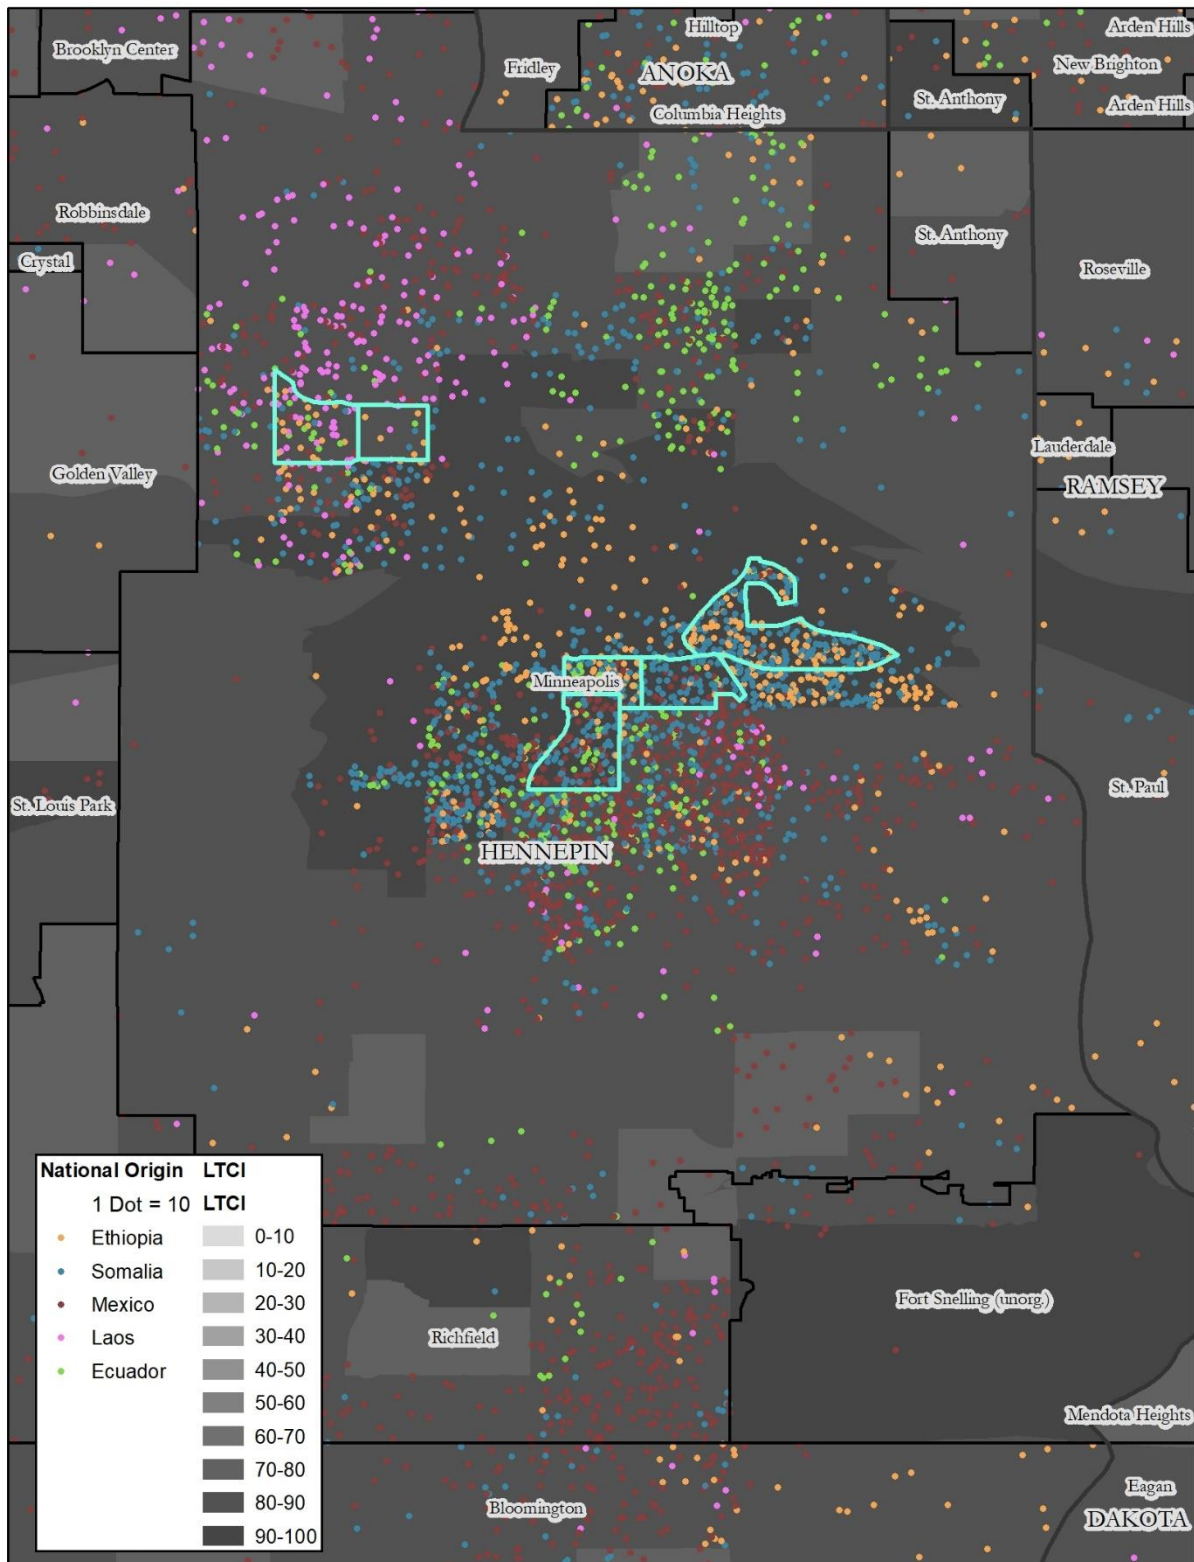 Hilltop
Arden Hills
Brooklyn Center
Fridley
ANOKA
New Brighton
St. Anthony
Arden Hills
Columbia Heights
Robbinsdale
St. Anthony
Crystal
Roseville
Lauderdale
Golden Valley
RAMSEY
Minneapolis
St. Louis Park
St. Paul
HENNEPIN
National Origin LTCI
1 Dot = 10 LTCI
Ethiopia 0-10
Somalia 10-20
Mexico 20-30
Laos 30-40
Ecuador 40-50
50-60
60-70
70-80
80-90
90-100
Fort Snelling (unorg.)
Richfield
Mendota Heights
Eagan
Bloomington
DAKOTA